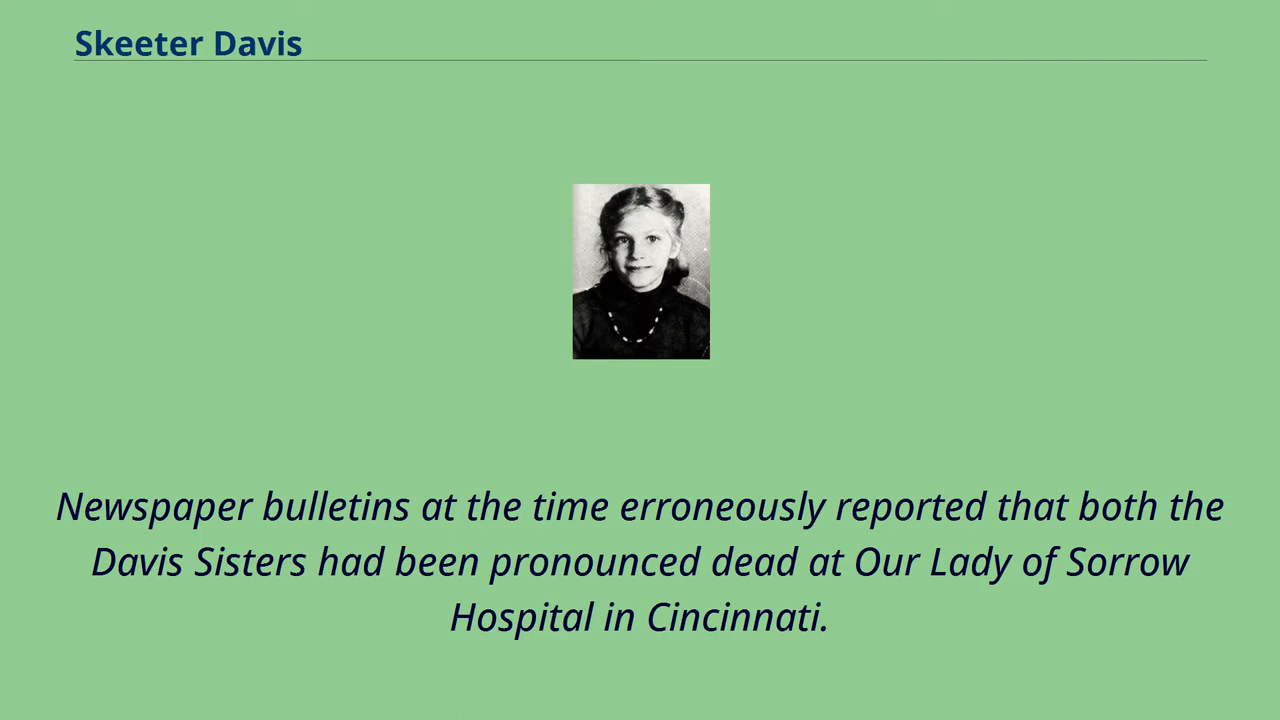 Skeeter Davis
Newspaper bulletins at the time erroneously reported that both the
Davis Sisters had been pronounced dead at Our Lady of Sorrow
Hospital in Cincinnati.